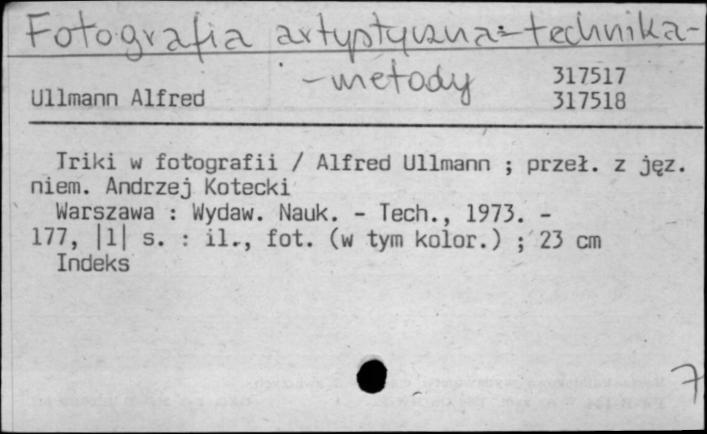 Fotografia artystyczna - technika -
- metody
317517
Ullmann Alfred 317518
Triki w fotografii / Alfred Ullmann ; przeł. z jęz.
niem. Andrzej Kotecki
Warszawa : Wydaw. Nauk. - Tech., 1973. -
177, |1| s. : il., fot. (w tym kolor.) ; 23 cm
Indeks
7